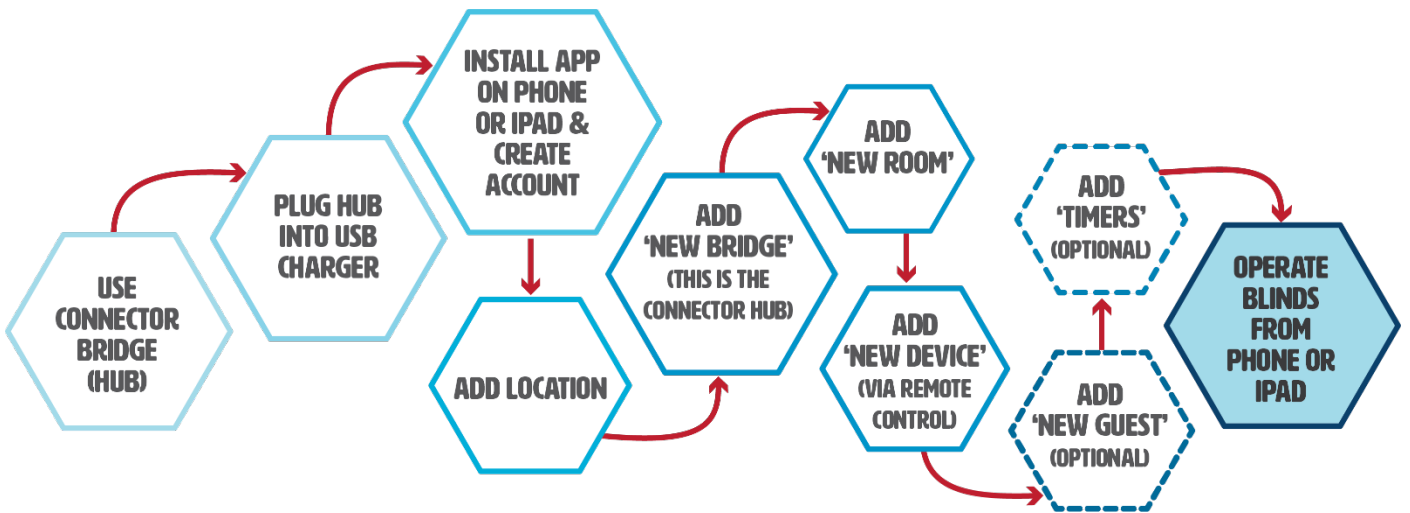 USE
CONNECTOR
BRIDGE
(HUB)
PLUG HUB
INTO USB
CHARGER
INSTALL APP
ON PHONE
OR IPAD &
CREATE
ACCOUNT
ADD LOCATION
ADD
‘NEW BRIDGE’
(THIS IS THE
CONNECTOR HUB)
ADD
‘NEW ROOM’
ADD
‘NEW DEVICE’
(VIA REMOTE
CONTROL)
ADD
‘NEW GUEST’
(OPTIONAL)
ADD
‘TIMERS’
(OPTIONAL)
OPERATE
BLINDS
FROM
PHONE OR
IPAD